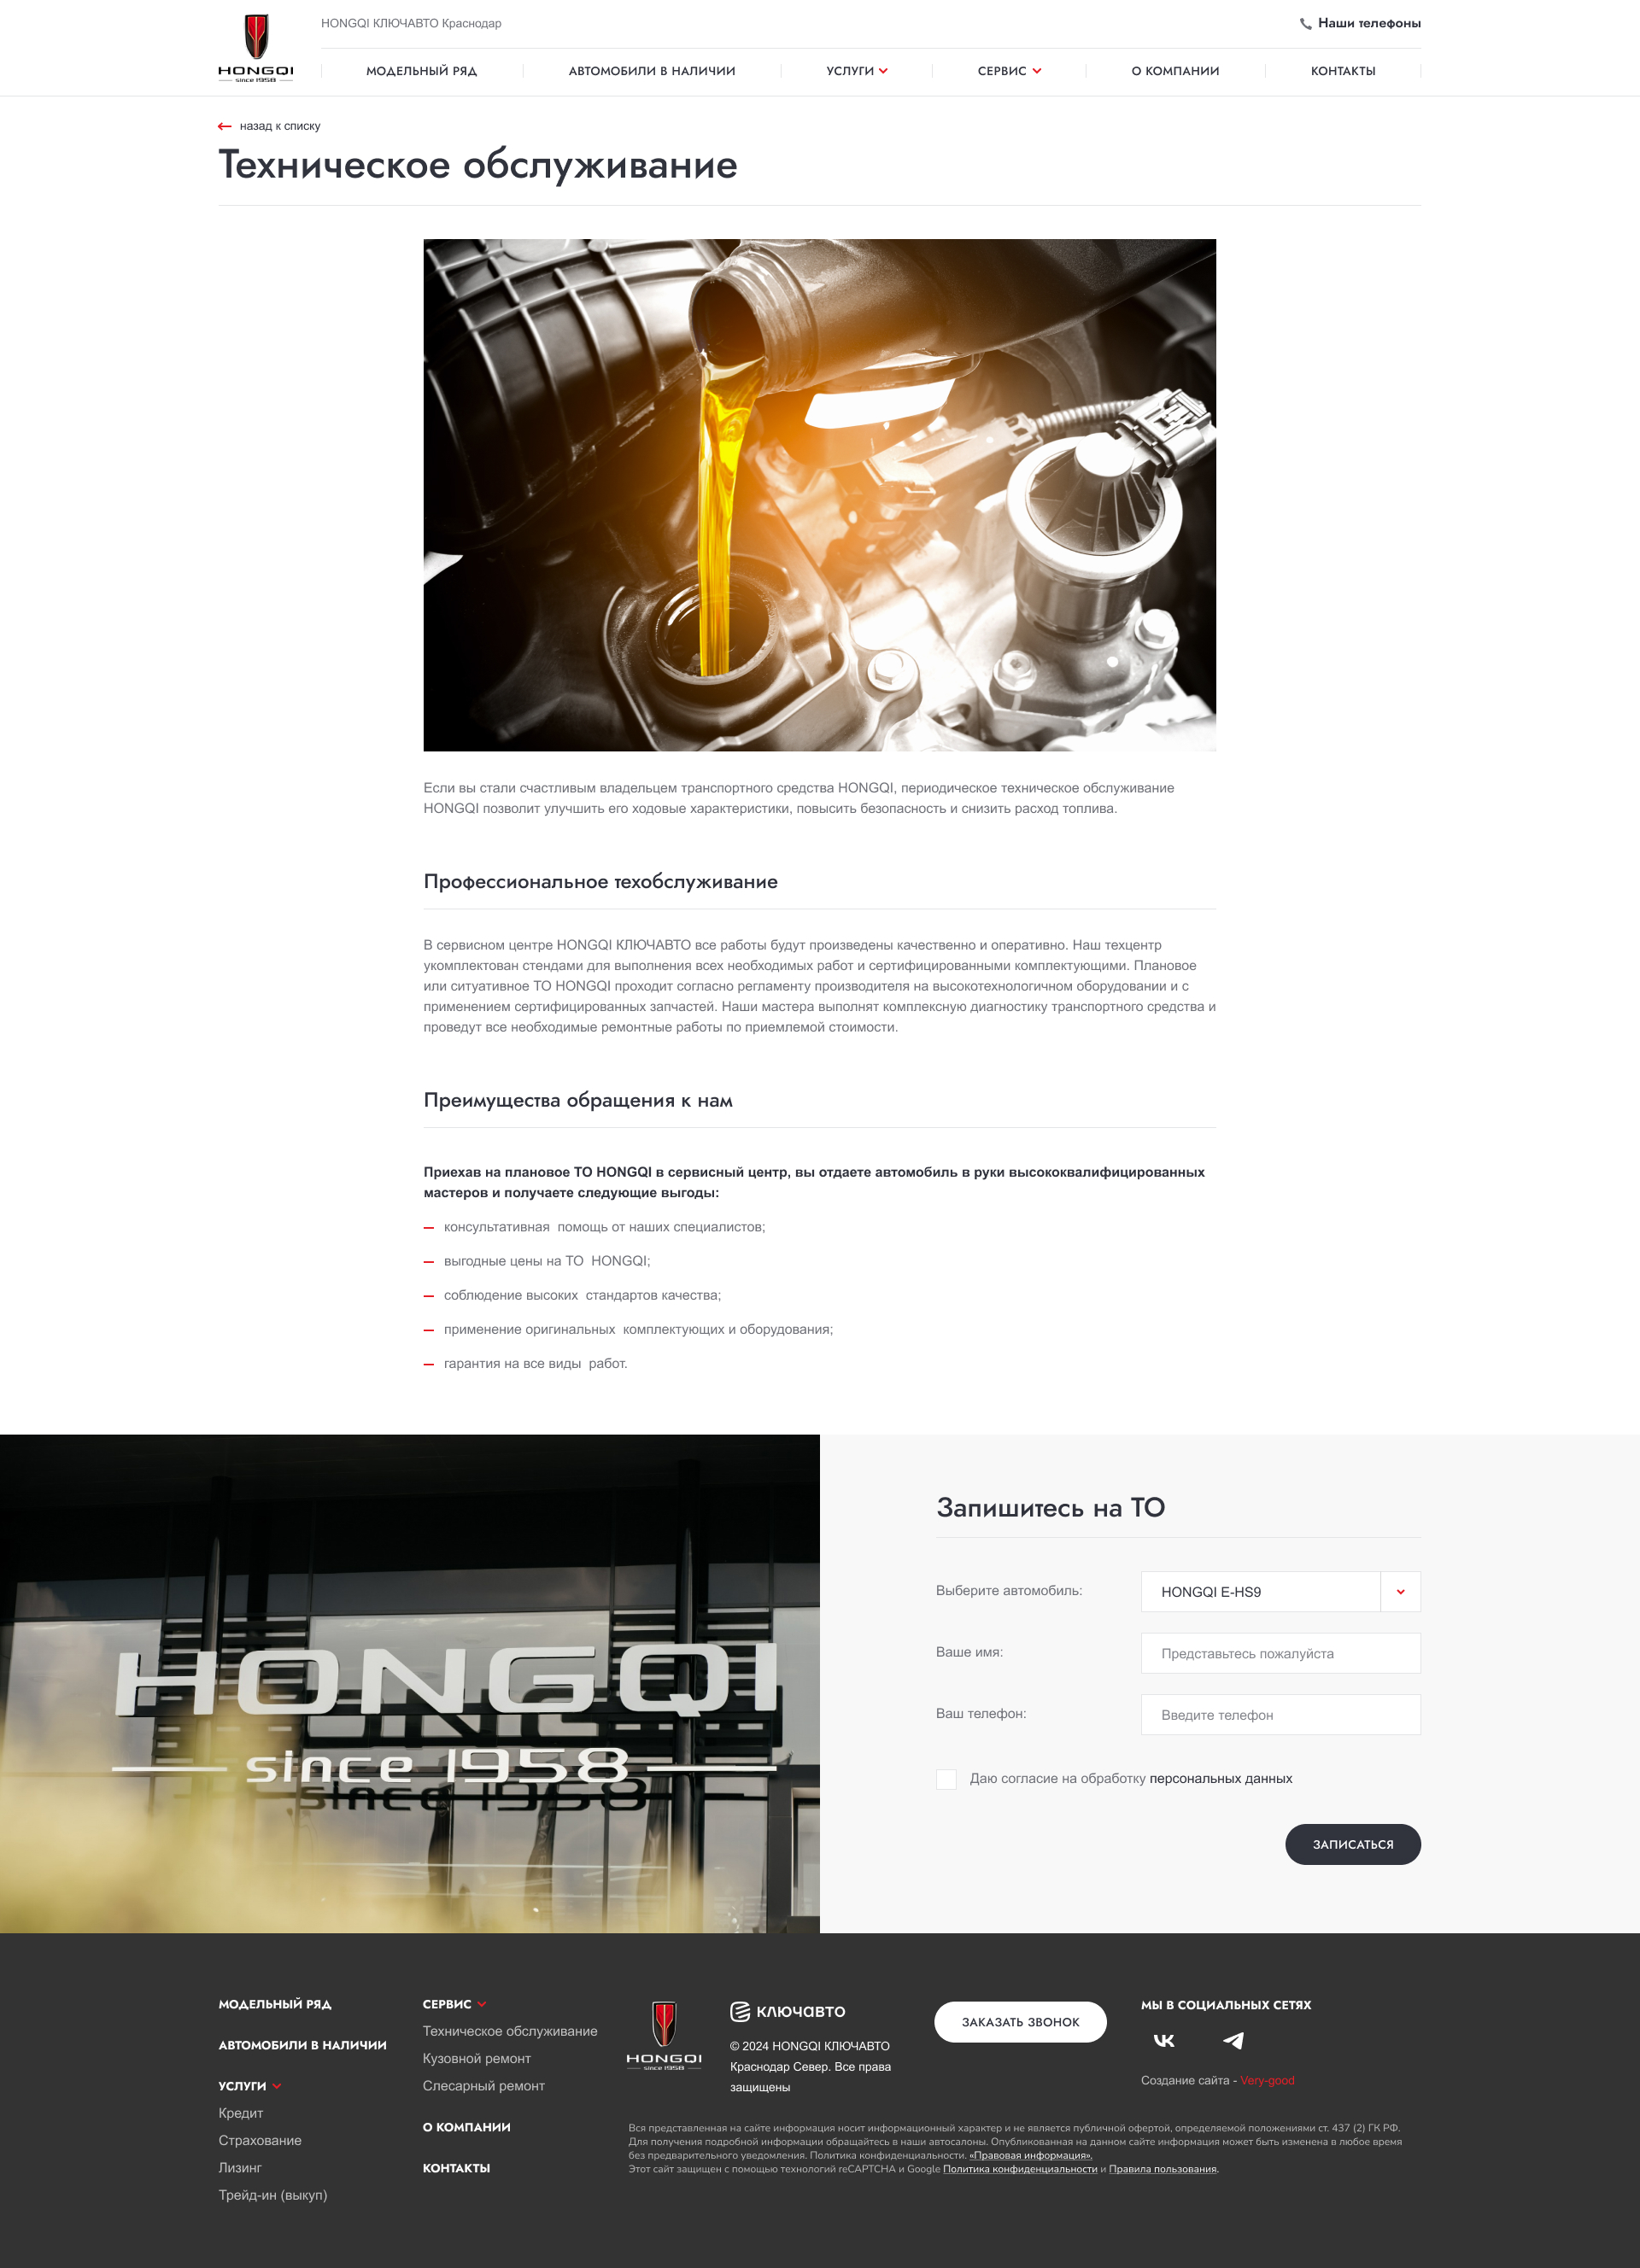 HONGQI
since 1958
HONGQI КЛЮЧАВТО Краснодар
Наши телефоны
МОДЕЛЬНЫЙ РЯД
АВТОМОБИЛИ В НАЛИЧИИ
УСЛУГИ
СЕРВИС
О КОМПАНИИ
КОНТАКТЫ
назад к списку
Техническое обслуживание
Если вы стали счастливым владельцем транспортного средства HONGQI, периодическое техническое обслуживание
HONGQI позволит улучшить его ходовые характеристики, повысить безопасность и снизить расход топлива.
Профессиональное техобслуживание
В сервисном центре HONGQI КЛЮЧАВТО все работы будут произведены качественно и оперативно. Наш техцентр
укомплектован стендами для выполнения всех необходимых работ и сертифицированными комплектующими. Плановое
или ситуативное ТО HONGQI проходит согласно регламенту производителя на высокотехнологичном оборудовании и с
применением сертифицированных запчастей. Наши мастера выполнят комплексную диагностику транспортного средства и
проведут все необходимые ремонтные работы по приемлемой стоимости.
Преимущества обращения к нам
Приехав на плановое ТО HONGQI в сервисный центр, вы отдаете автомобиль в руки высококвалифицированных
мастеров и получаете следующие выгоды:
консультативная помощь от наших специалистов;
выгодные цены на ТО HONGQI;
соблюдение высоких стандартов качества;
применение оригинальных комплектующих и оборудования;
гарантия на все виды работ.
HONGQI
since 1958
Запишитесь на ТО
Выберите автомобиль:
HONGQI E-HS9
Ваше имя:
Представьтесь пожалуйста
Ваш телефон:
Введите телефон
Даю согласие на обработку персональных данных
ЗАПИСАТЬСЯ
МОДЕЛЬНЫЙ РЯД
АВТОМОБИЛИ В НАЛИЧИИ
УСЛУГИ
Кредит
Страхование
Лизинг
Трейд-ин (выкуп)
СЕРВИС
Техническое обслуживание
Кузовной ремонт
Слесарный ремонт
О КОМПАНИИ
КОНТАКТЫ
HONGQI
since 1958
ключавто
© 2024 HONGQI КЛЮЧАВТО
Краснодар Север. Все права
защищены
ЗАКАЗАТЬ ЗВОНОК
МЫ В СОЦИАЛЬНЫХ СЕТЯХ
Создание сайта - Very-good
Вся представленная на сайте информация носит информационный характер и не является публичной офертой, определяемой положениями ст. 437 (2) ГК РФ.
Для получения подробной информации обращайтесь в наши автосалоны. Опубликованная на данном сайте информация может быть изменена в любое время
без предварительного уведомления. Политика конфиденциальности. «Правовая информация».
Этот сайт защищен с помощью технологий reCAPTCHA и Google Политика конфиденциальности и Правила пользования.